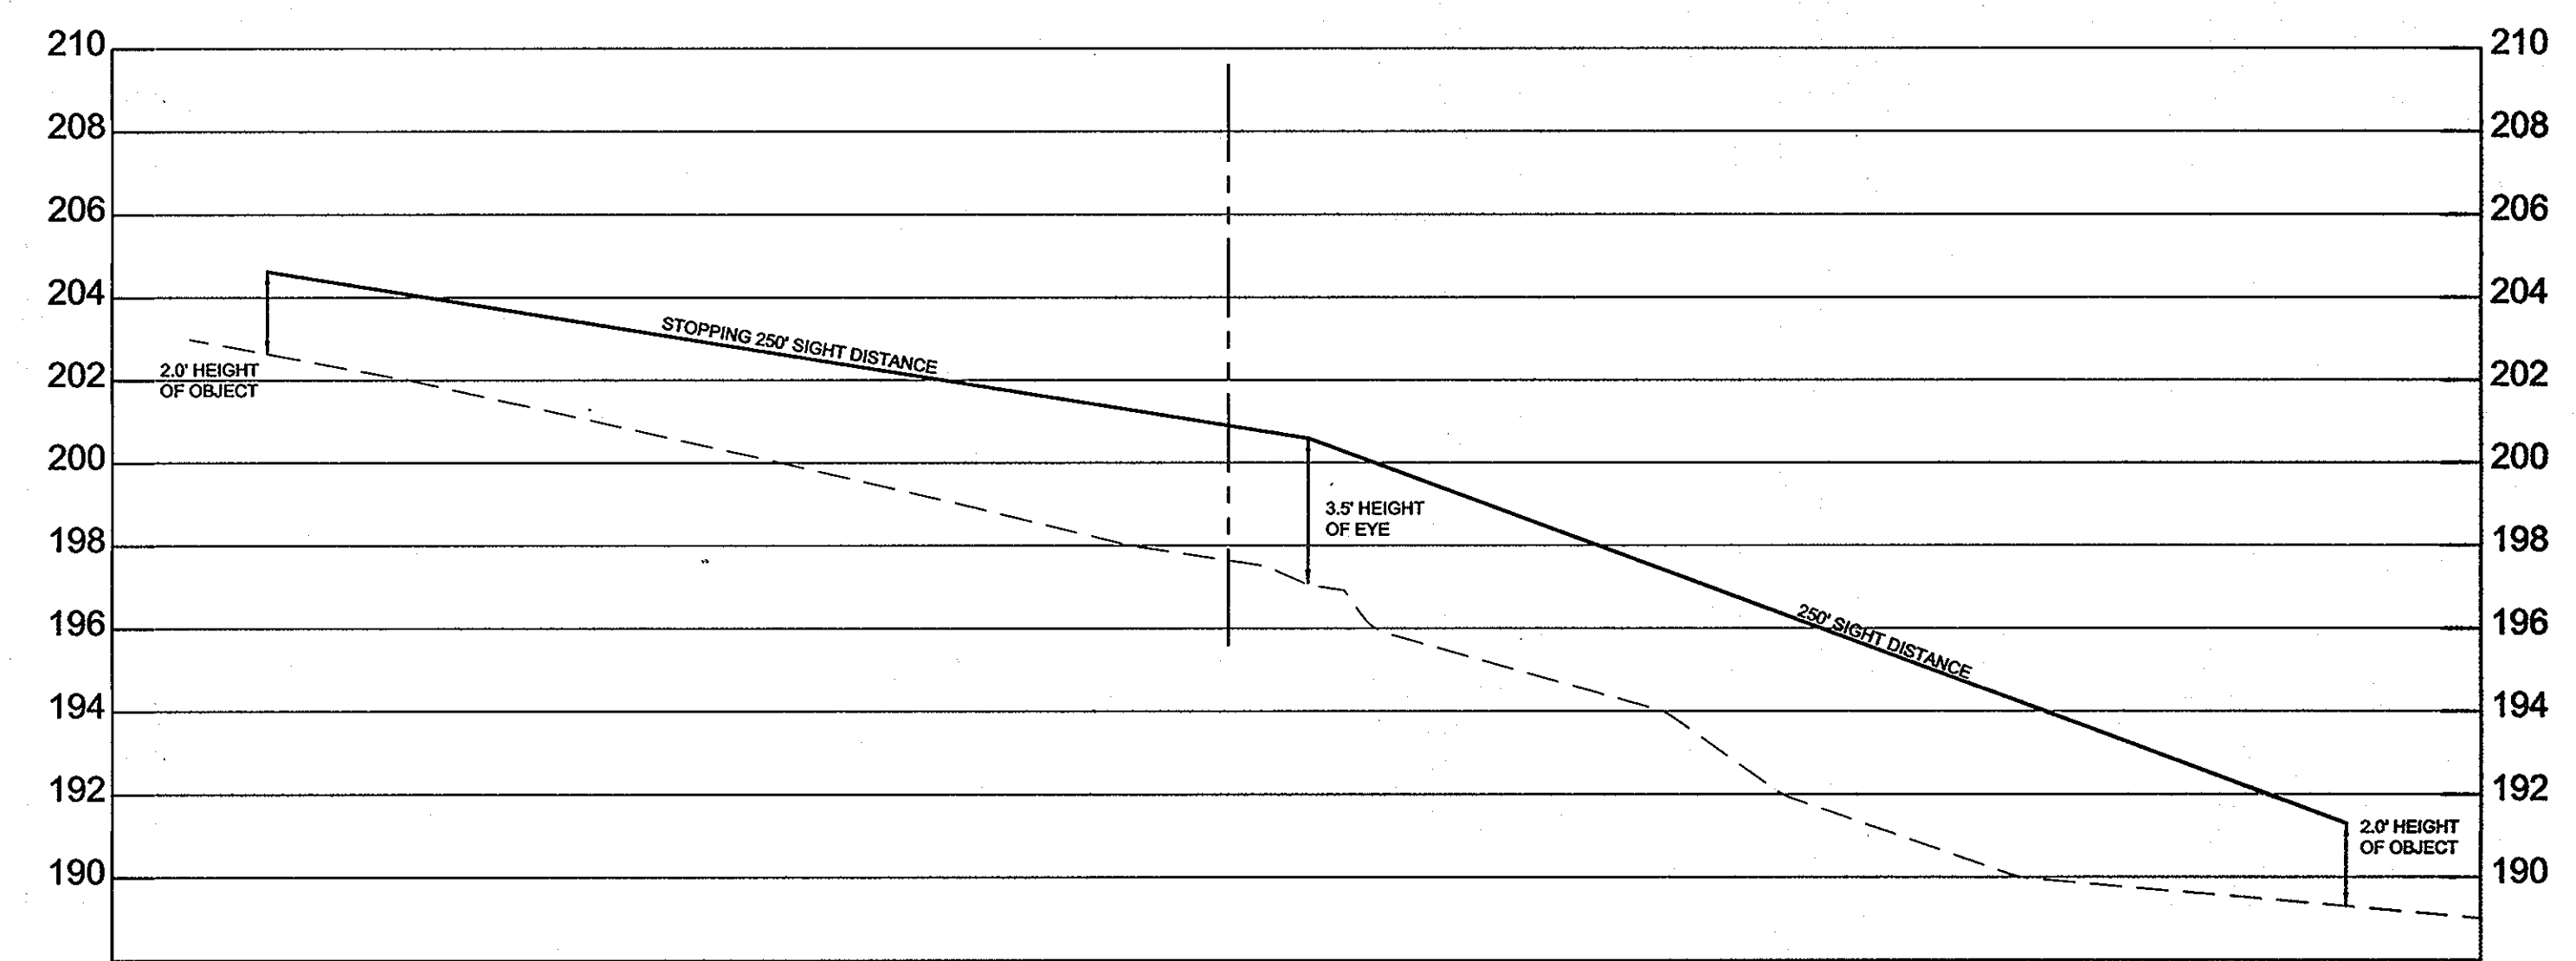 210
210
208
208
206
206
204
204
STOPPING 250' SIGHT DISTANCE
2.0' HEIGHT
OF OBJECT
202
202
200
200
3.5' HEIGHT
OF EYE
198
198
196
196
250' SIGHT DISTANCE
194
194
192
192
2.0' HEIGHT
OF OBJECT
190
190